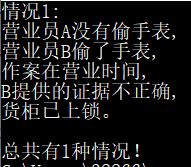 情况1:
营业员A没有偷手表,
营业员B偷了手表,
作案在营业时间,
B提供的证据不正确,
货柜已上锁。
总共有1种情况!